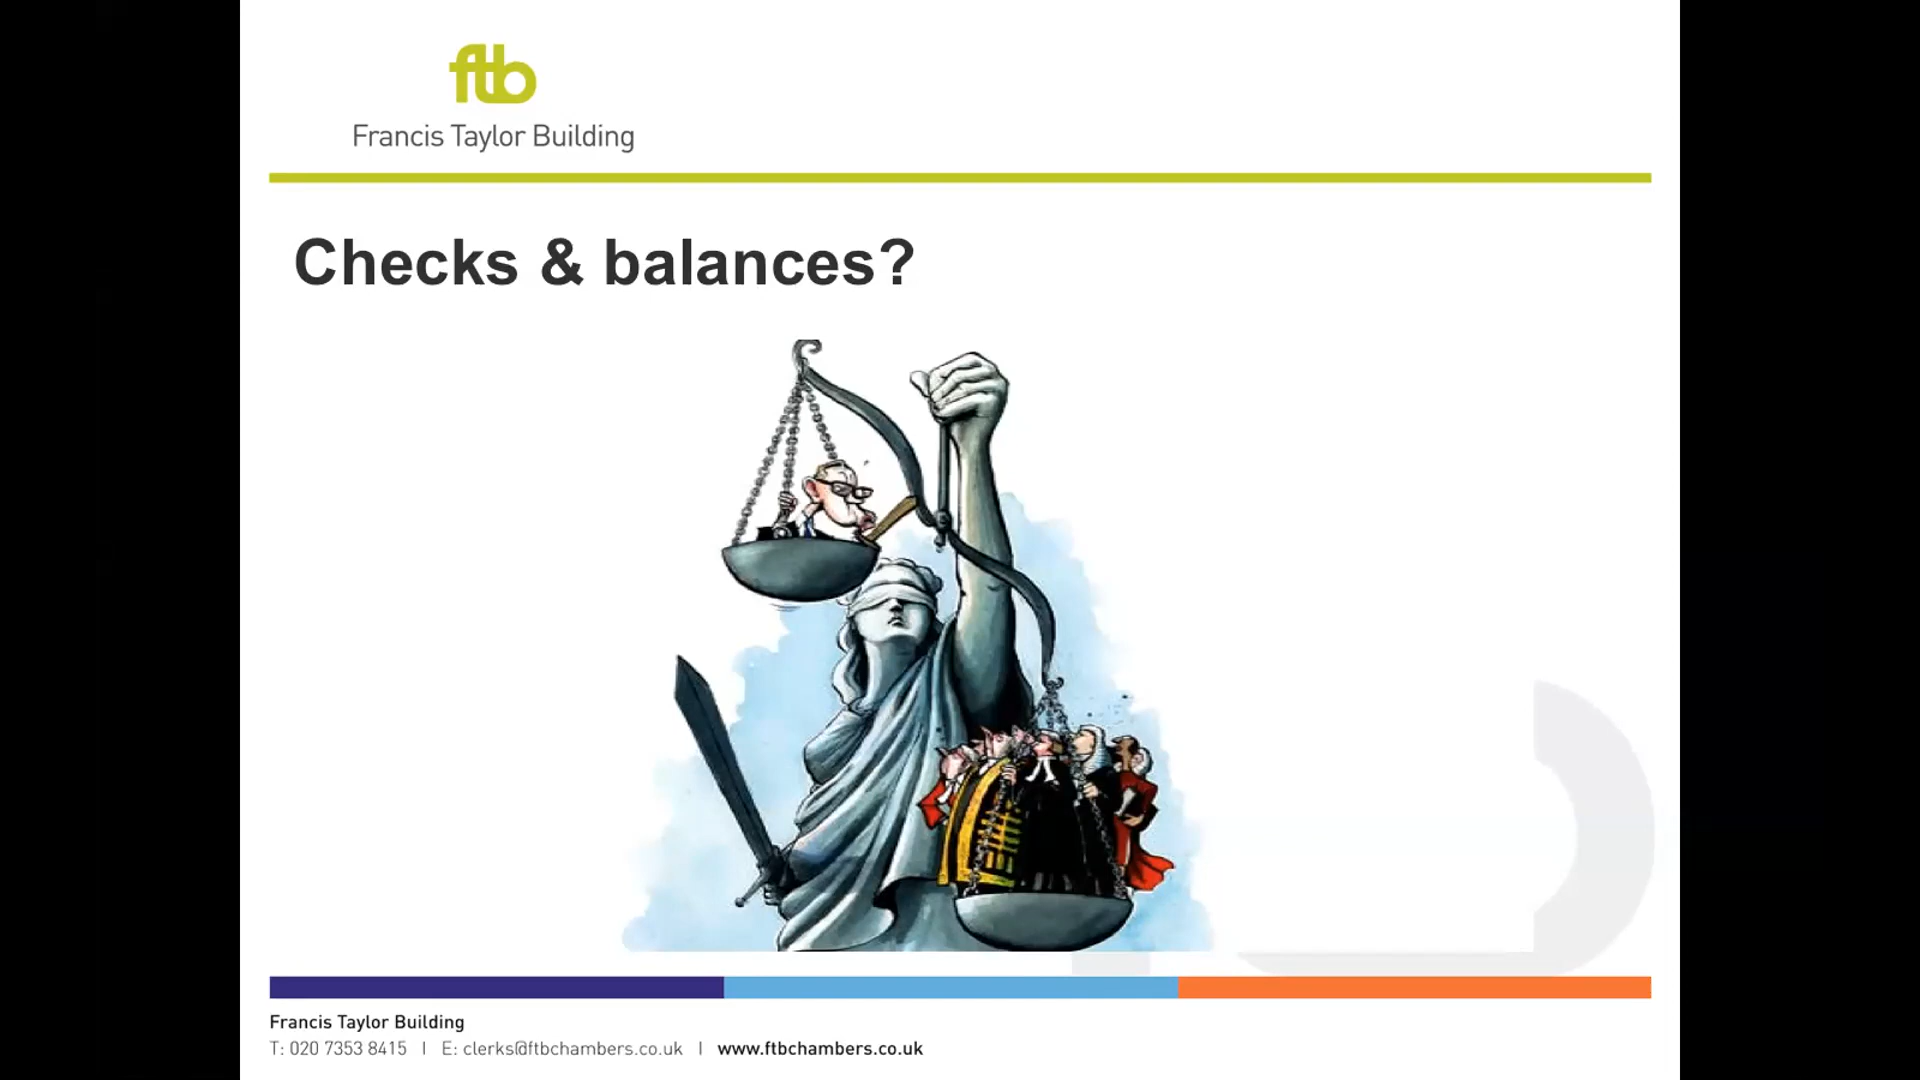 ftb
Francis Taylor Building
Checks & balances?
Francis Taylor Building
T: 020 7353 8415 | E: clerks@ftbchambers.co.uk | www.ftbchambers.co.uk